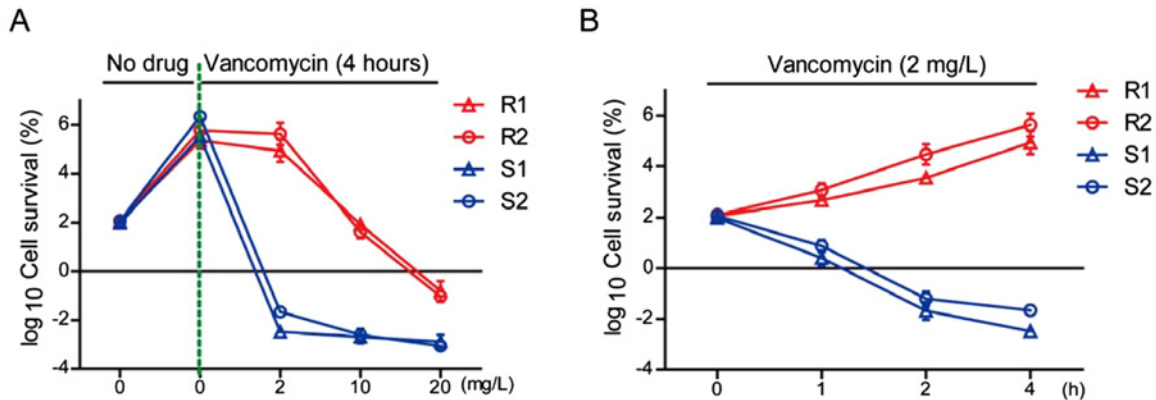 A
No drug Vancomycin (4 hours)
log 10 Cell survival (%)
6
4
2
0
-2
-4
0 0 2 10 20 (mg/L)
R1
R2
S1
S2
B
Vancomycin (2 mg/L)
log 10 Cell survival (%)
6
4
2
0
-2
-4
0 1 2 4 (h)
R1
R2
S1
S2